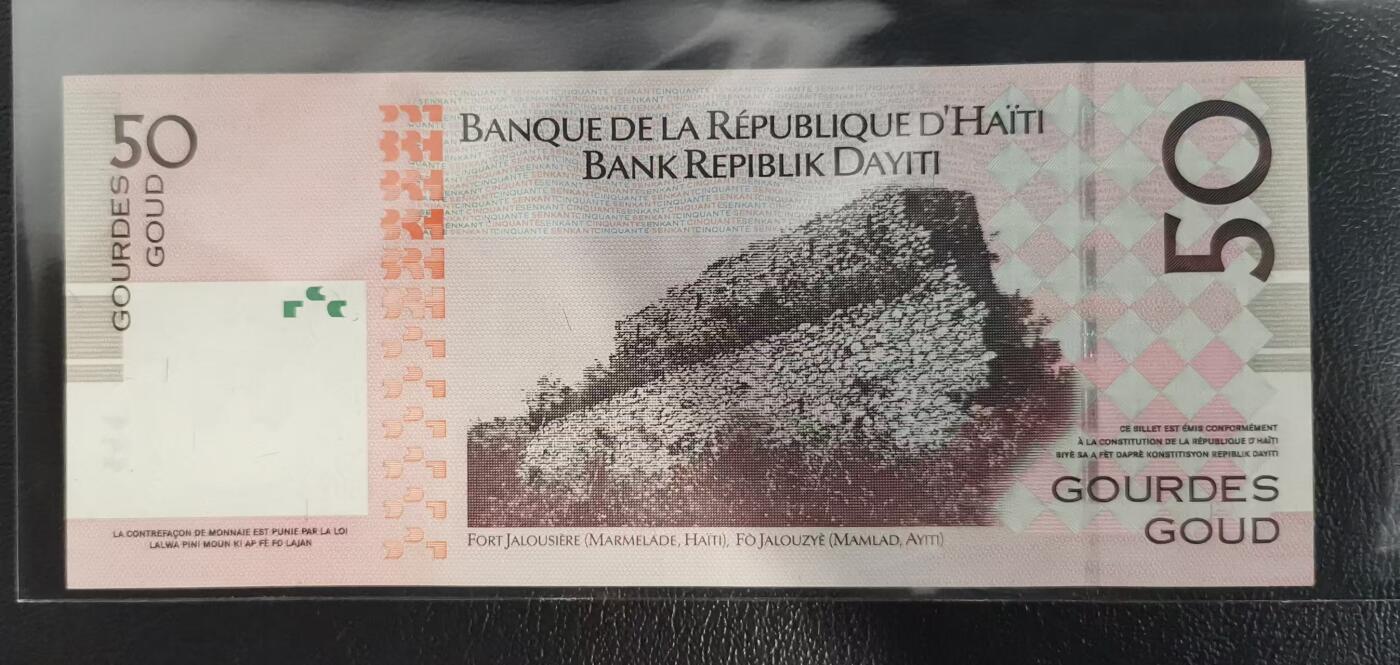 50
GOURDES
GOUD
BANQUE DE LA RÉPUBLIQUE D'HAÏTI
BANK REPIBLIK DAYITI
50
CE BILLET EST ÉMIS CONFORMÉMENT
À LA CONSTITUTION DE LA RÉPUBLIQUE D'HAÏTI
BIYÈ SA A FÈT DAPRÈ KONSTITISYON REPIBLIK DAYITI
GOURDES
GOUD
LA CONTREFAÇON DE MONNAIE EST PUNIE PAR LA LOI
LALWA PINI MOUN KI AP FÈ FO LAJAN
FORT JALOUSIÈRE (MARMELADE, HAÏTI), FÒ JALOUZYÈ (MAMLAD, AYITI)